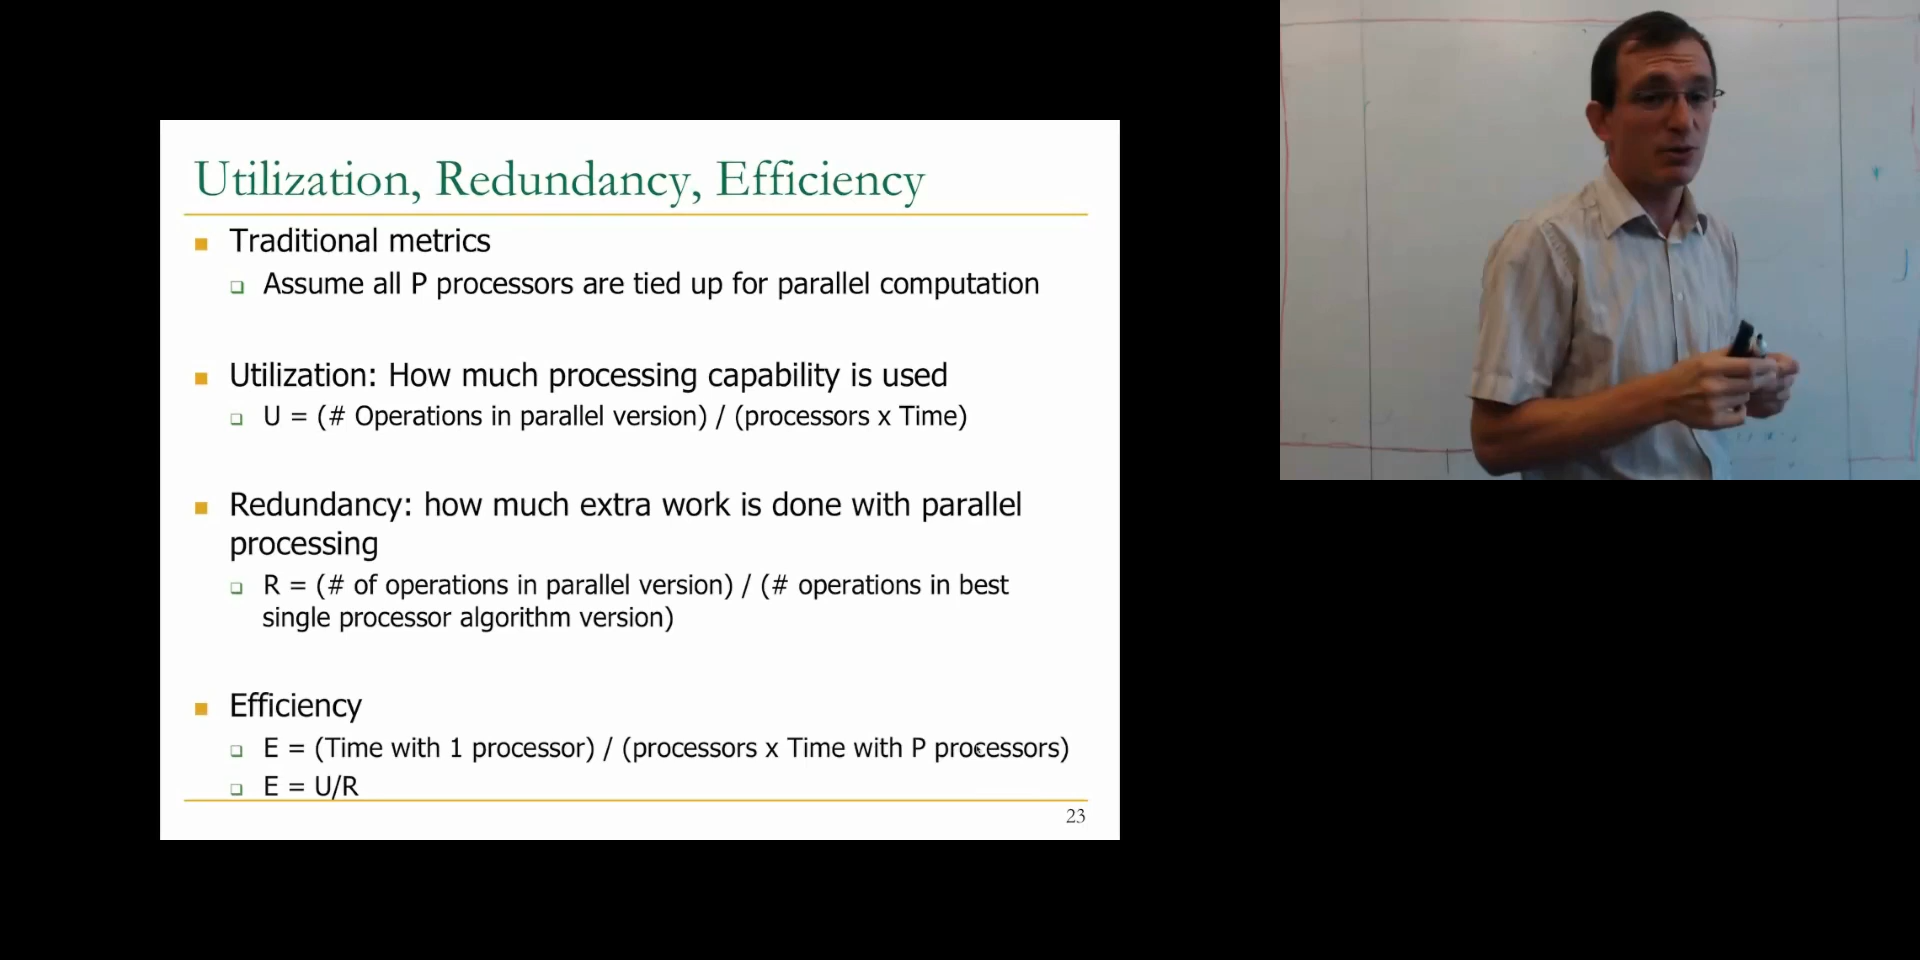 Utilization, Redundancy, Efficiency
Traditional metrics
Assume all P processors are tied up for parallel computation
Utilization: How much processing capability is used
U = (# Operations in parallel version) / (processors x Time)
Redundancy: how much extra work is done with parallel
processing
R = (# of operations in parallel version) / (# operations in best
single processor algorithm version)
Efficiency
E = (Time with 1 processor) / (processors x Time with P processors)
E = U/R
23